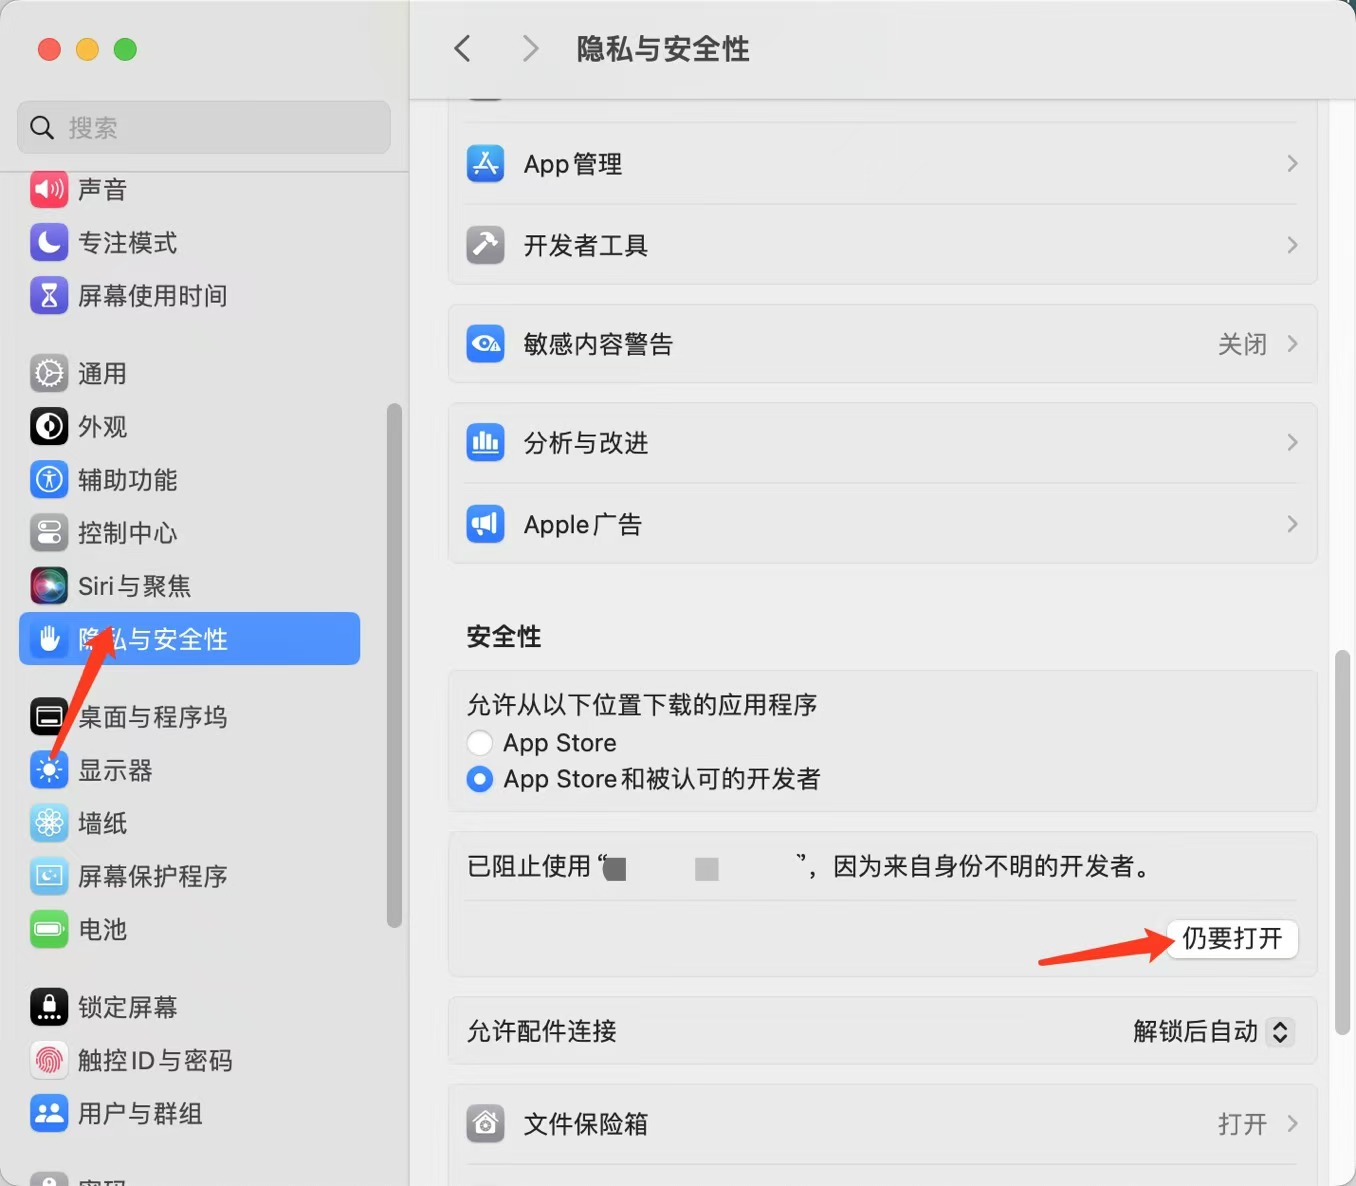 搜索
声音
专注模式
屏幕使用时间
通用
外观
辅助功能
控制中心
Siri与聚焦
隐私与安全性
桌面与程序坞
显示器
墙纸
屏幕保护程序
电池
锁定屏幕
触控ID与密码
用户与群组
隐私与安全性
App管理
开发者工具
敏感内容警告 关闭
分析与改进
Apple广告
安全性
允许从以下位置下载的应用程序
App Store
App Store和被认可的开发者
已阻止使用“ ”，因为来自身份不明的开发者。
仍要打开
允许配件连接 解锁后自动
文件保险箱 打开